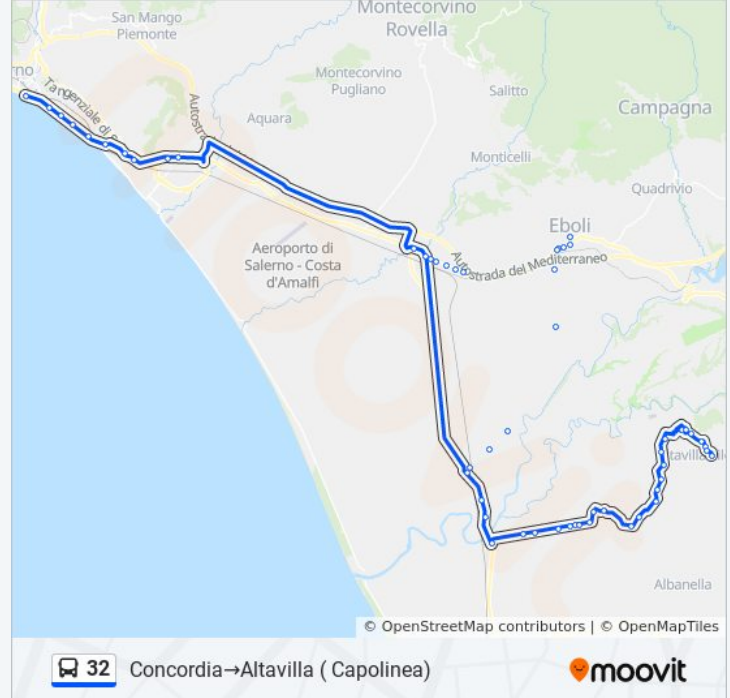 San Mango
Piemonte
Montecorvino
Rovella
rno
Montecorvino
Pugliano
Salitto
Campagna
Aquara
Monticelli
Quadrivio
Eboli
Aeroporto di
Salerno - Costa
d'Amalfi
Autostrada del Mediterraneo
Albanella
© OpenStreetMap contributors | © OpenMapTiles
32 Concordia→Altavilla ( Capolinea)
moovit